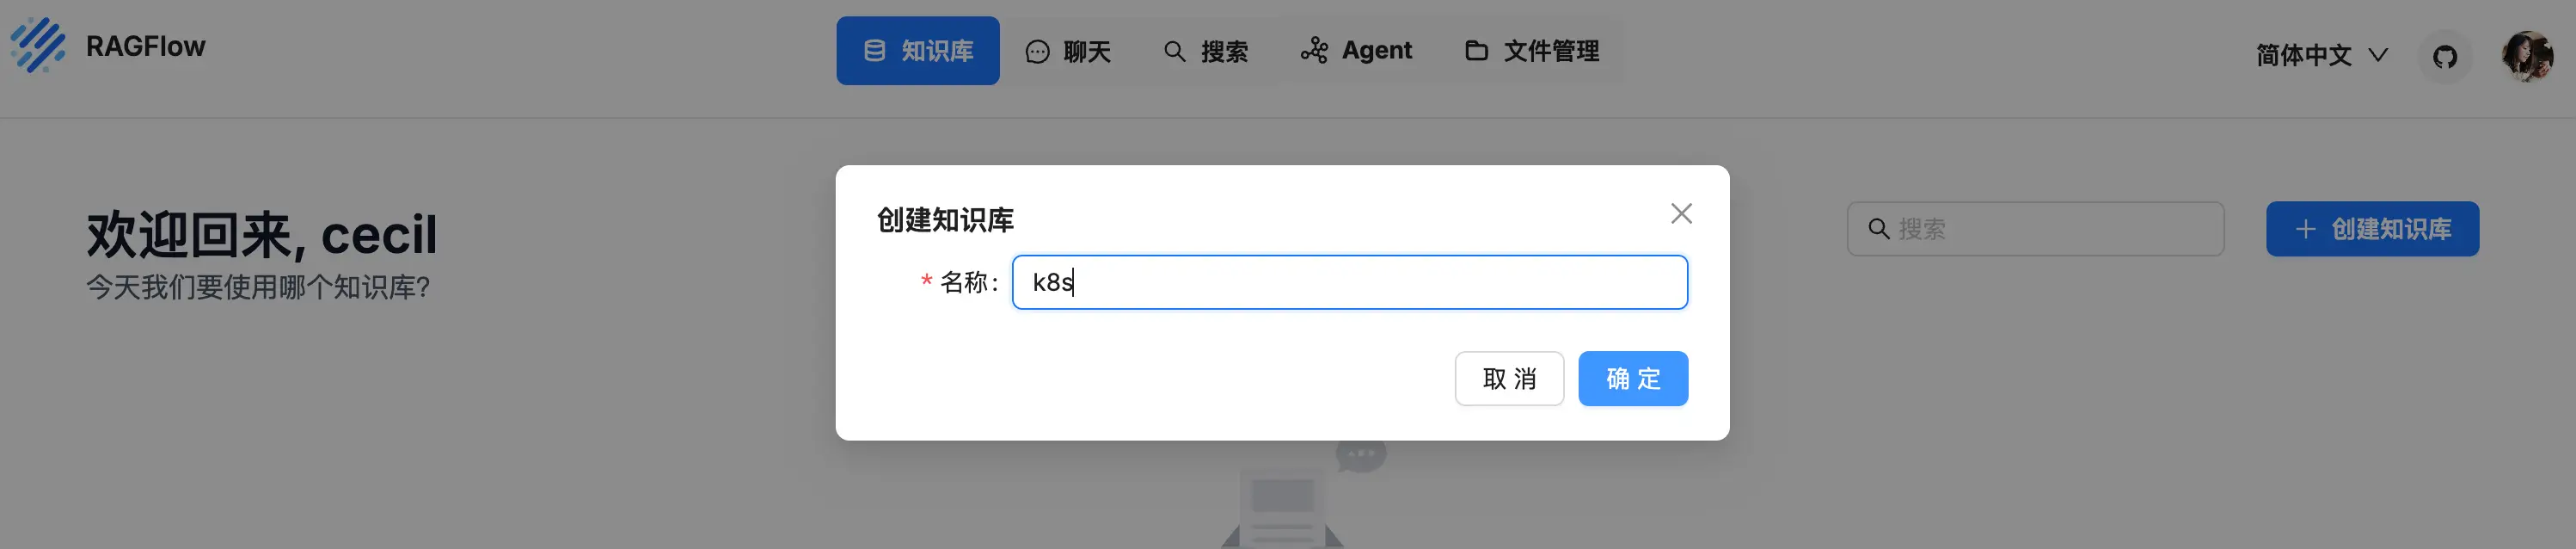 RAGFlow
知识库
聊天
搜索
Agent
文件管理
简体中文
欢迎回来, cecil
今天我们要使用哪个知识库?
搜索
+ 创建知识库
创建知识库
* 名称:
k8s
取 消
确 定